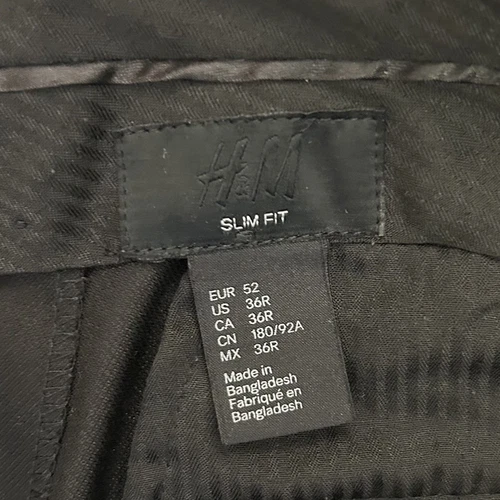 H&M
SLIM FIT
EUR 52
US 36R
CA 36R
CN 180/92A
MX 36R
Made in
Bangladesh
Fabriqué en
Bangladesh